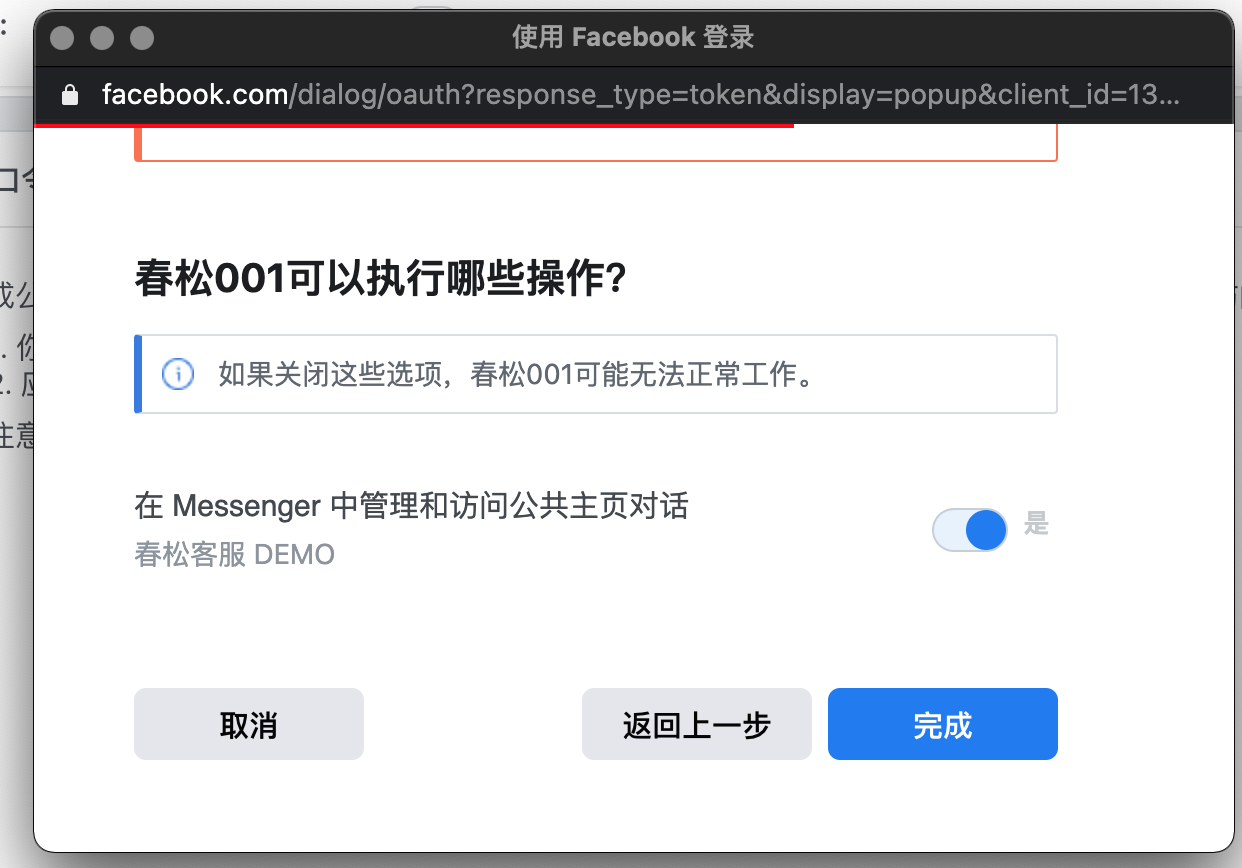 使用 Facebook 登录
facebook.com/dialog/oauth?response_type=token&display=popup&client_id=13...
春松001可以执行哪些操作?
如果关闭这些选项，春松001可能无法正常工作。
在 Messenger 中管理和访问公共主页对话
是
春松客服 DEMO
取消
返回上一步
完成